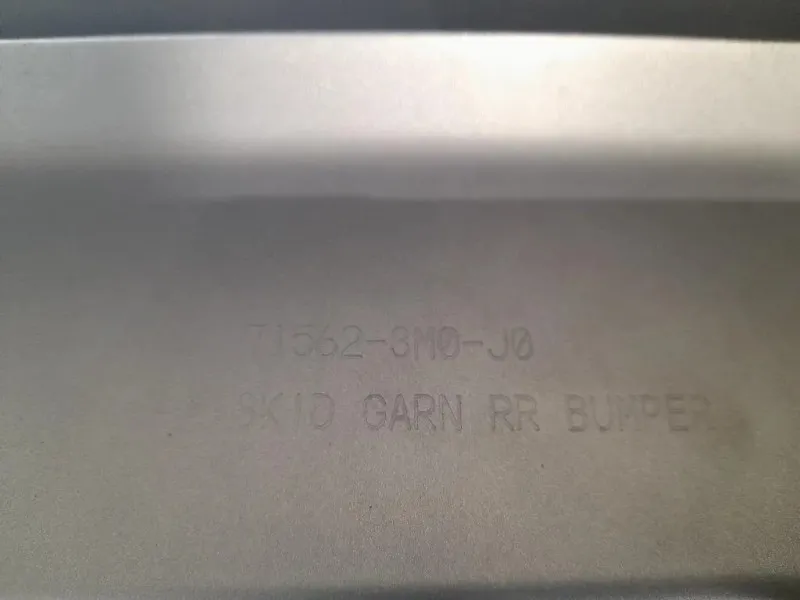 71562-3M0-J0
SKID GARN RR BUMPER